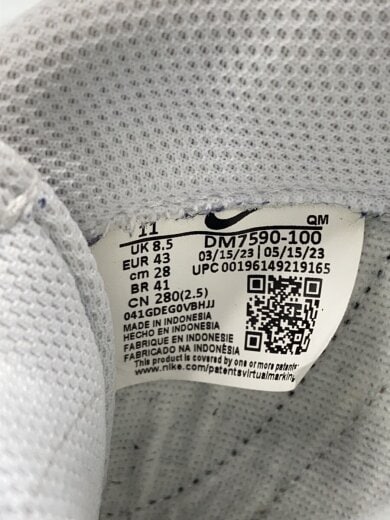 QM
11
UK 8.5
EUR 43
cm 28
BR 41
CN 280(2.5)
DM7590-100
03/15/23 | 05/15/23
UPC 00196149219165
041GDEG0VBHJJ
MADE IN INDONESIA
HECHO EN INDONESIA
FABRIQUE EN INDONESIE
FABRICADO NA INDONÉSIA
This product is covered by one or more patents
www.nike.com/patentsvirtualmarking